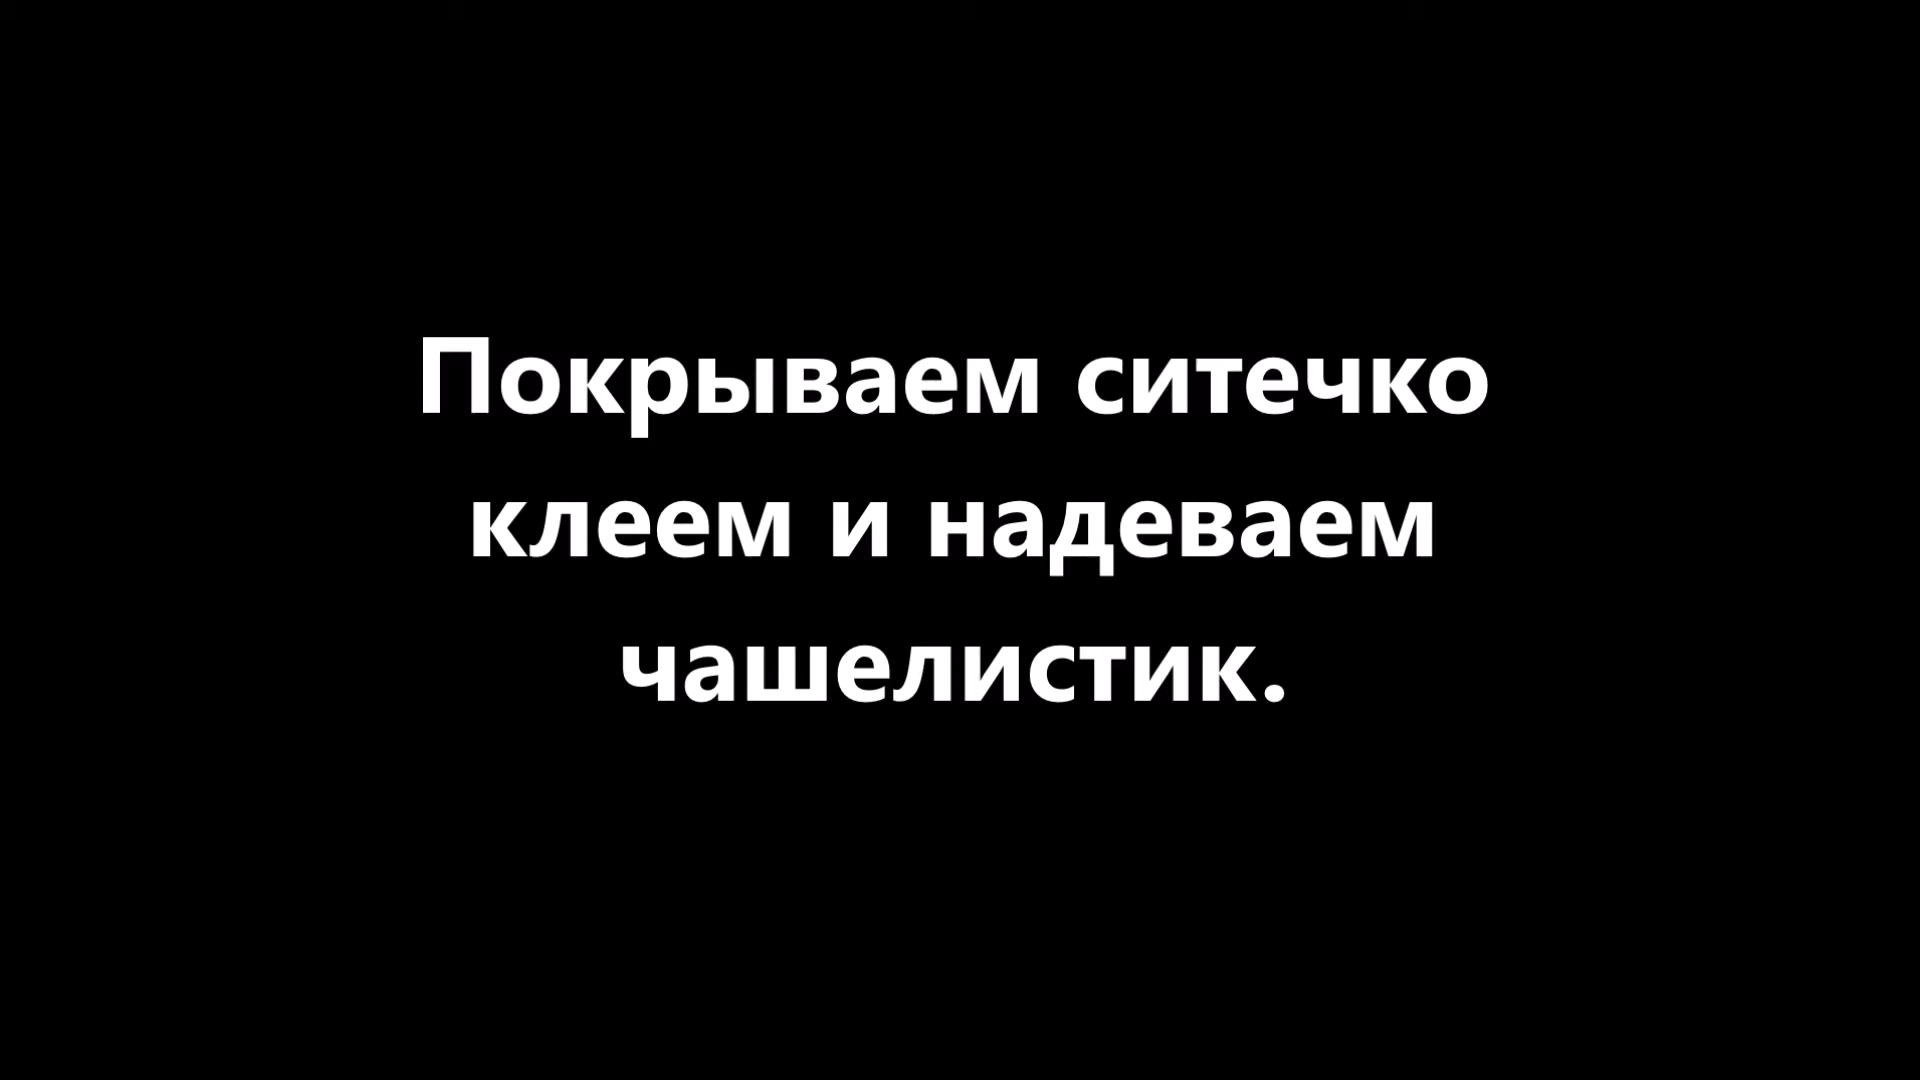 Покрываем ситечко
клеем и надеваем
чашелистик.